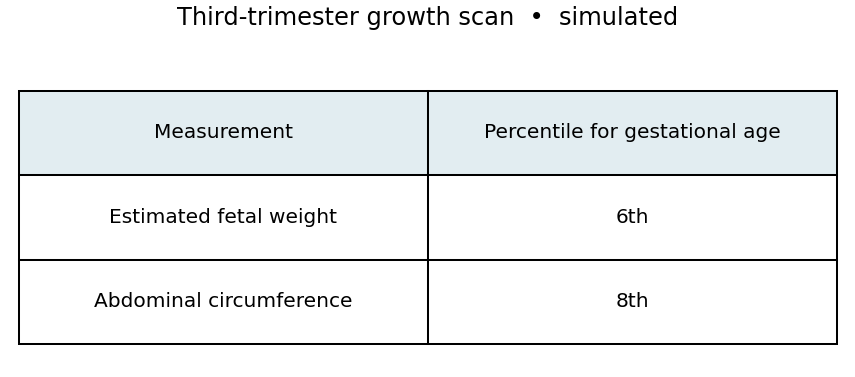 Third-trimester growth scan • simulated
Measurement Percentile for gestational age
Estimated fetal weight 6th
Abdominal circumference 8th